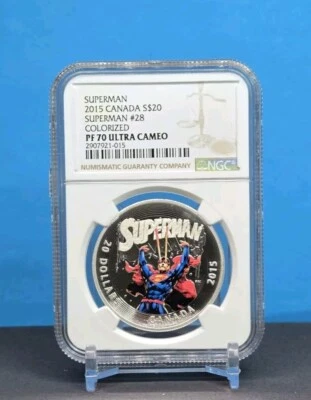 SUPERMAN
2015 CANADA S$20
SUPERMAN #28
COLORIZED
PF 70 ULTRA CAMEO
2907921-015
NUMISMATIC GUARANTY COMPANY
NGC
SUPERMAN
20 DOLLARS
2015
CANADA